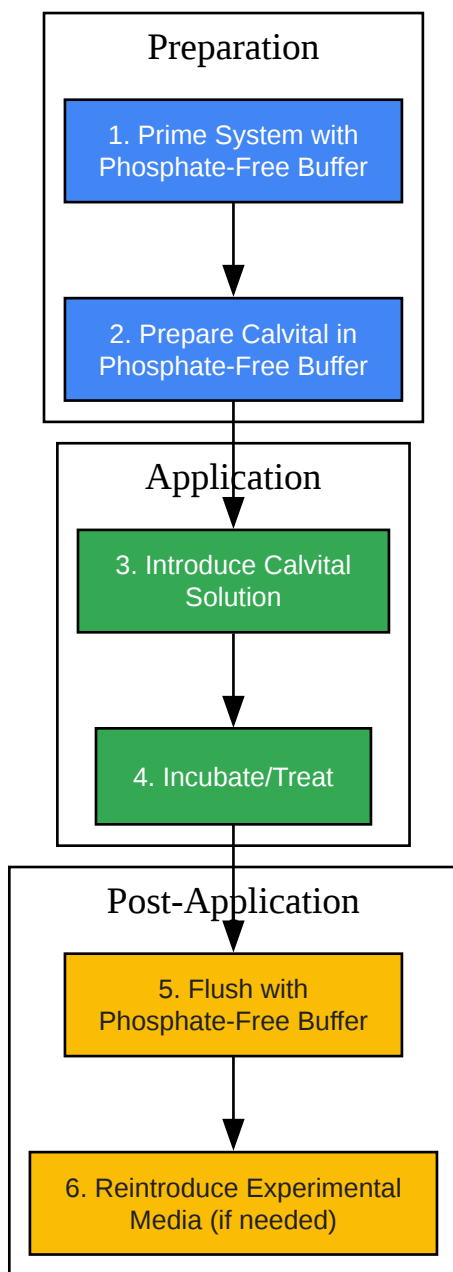 Preparation
1. Prime System with
Phosphate-Free Buffer
2. Prepare Calvital in
Phosphate-Free Buffer
Application
3. Introduce Calvital
Solution
4. Incubate/Treat
Post-Application
5. Flush with
Phosphate-Free Buffer
6. Reintroduce Experimental
Media (if needed)